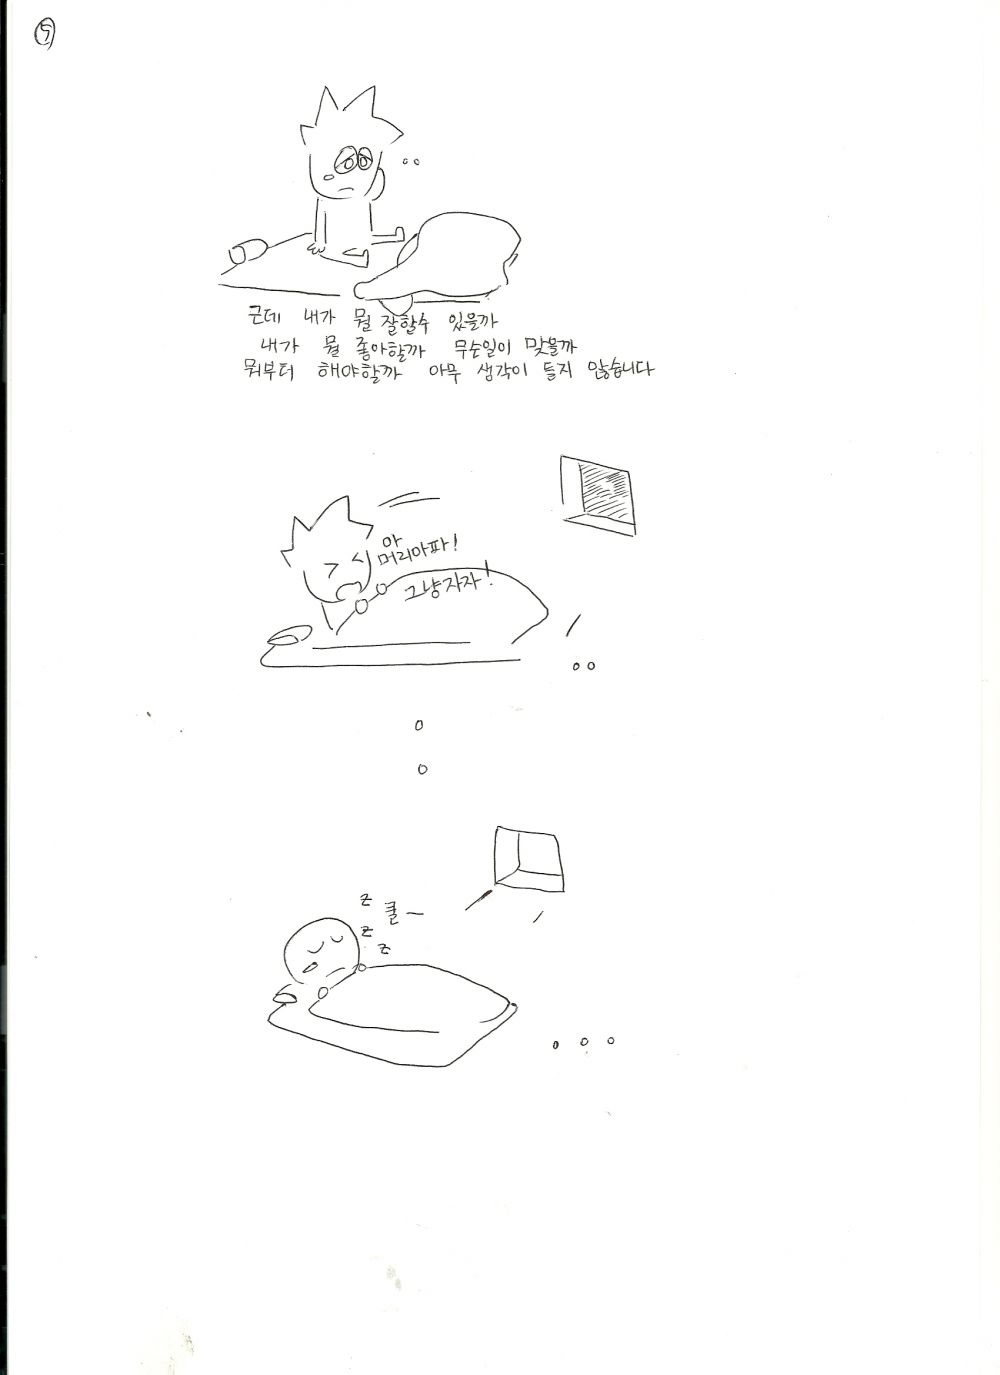 5
근데 내가 뭘 잘할수 있을까
내가 뭘 좋아할까 무슨일이 맞을까
뭐부터 해야할까 아무 생각이 들지 않습니다
아
머리아파!
그냥자자!
z
쿨ー
z
z